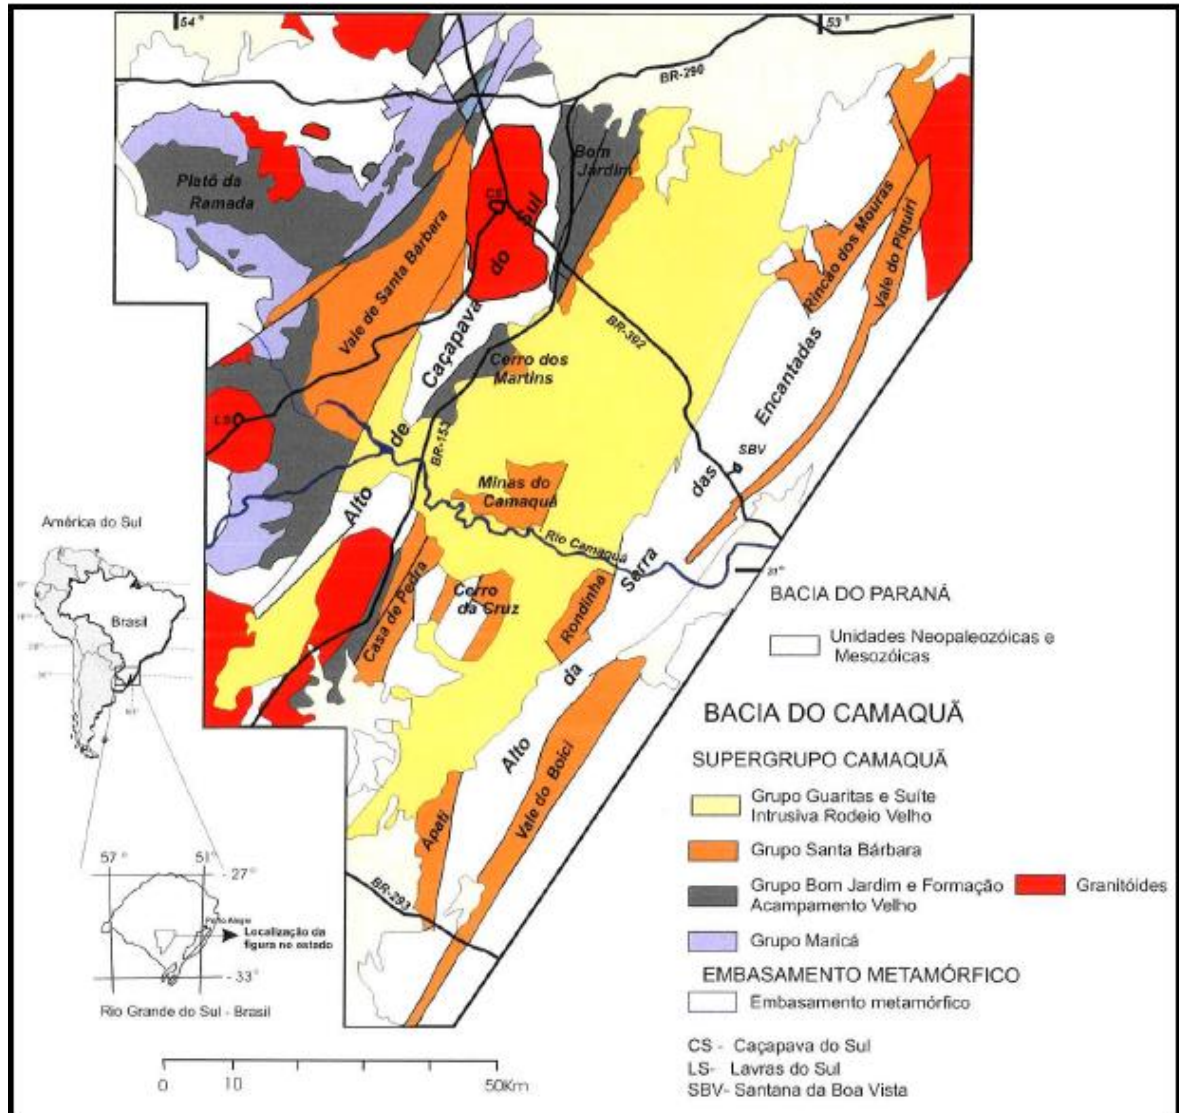 54°
53°
BR-290
Bom
Jardim
Platô da
Ramada
CS
Vale de Santa Bárbara
Rincão dos Mouras
Vale do Piquiri
Alto de Caçapava do Sul
BR-392
Cerro dos
Martins
Encantadas
LS
BR-153
SBV
das
Minas do
Camaquã
Rio Camaquã
Serra
31°
Casa de Pedra
Cerro
da Cruz
Rondinha
da
Alto
Vale do Boici
Apati
BR-293
América do Sul
Brasil
57°
51°
27°
Porto Alegre
Localização da
figura no estado
33°
Rio Grande do Sul - Brasil
0 10 50Km
BACIA DO PARANÁ
Unidades Neopaleozóicas e
Mesozóicas
BACIA DO CAMAQUÃ
SUPERGRUPO CAMAQUÃ
Grupo Guaritas e Suíte
Intrusiva Rodeio Velho
Grupo Santa Bárbara
Grupo Bom Jardim e Formação
Acampamento Velho
Granitóides
Grupo Maricá
EMBASAMENTO METAMÓRFICO
Embasamento metamórfico
CS - Caçapava do Sul
LS- Lavras do Sul
SBV- Santana da Boa Vista